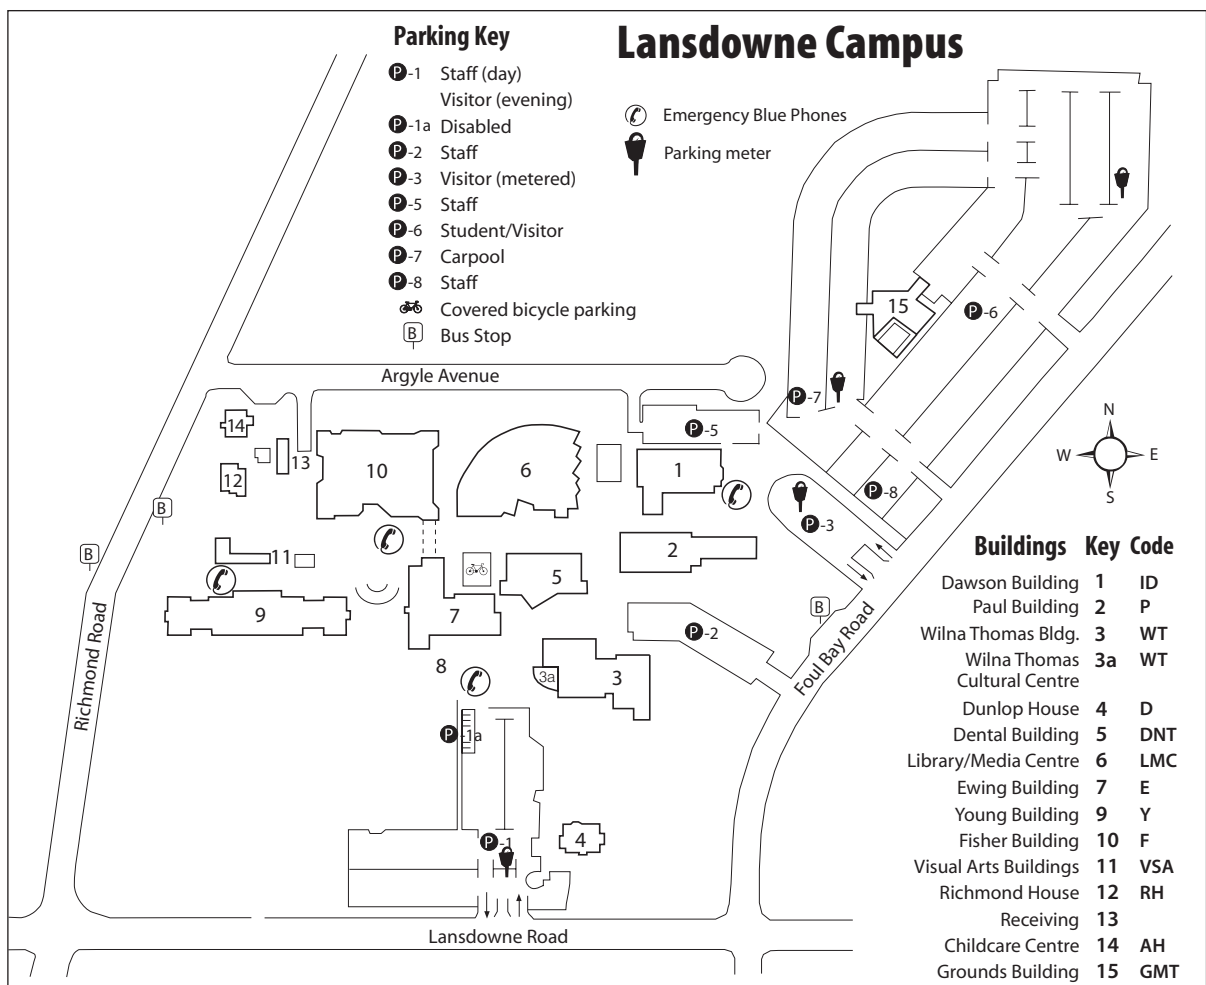 Lansdowne Campus
Parking Key
P-1 Staff (day)
Visitor (evening)
P-1a Disabled
P-2 Staff
P-3 Visitor (metered)
P-5 Staff
P-6 Student/Visitor
P-7 Carpool
P-8 Staff
Covered bicycle parking
B Bus Stop
Emergency Blue Phones
Parking meter
15
P-6
Argyle Avenue
P-7
14
P-5
N
W E
S
13
12
10
6
1
P-8
B
P-3
B
11
2
5
9
7
B
P-2
Richmond Road
Foul Bay Road
8
3a
3
P-1a
P-1
4
Lansdowne Road
Buildings Key Code
Dawson Building 1 ID
Paul Building 2 P
Wilna Thomas Bldg. 3 WT
Wilna Thomas 3a WT
Cultural Centre
Dunlop House 4 D
Dental Building 5 DNT
Library/Media Centre 6 LMC
Ewing Building 7 E
Young Building 9 Y
Fisher Building 10 F
Visual Arts Buildings 11 VSA
Richmond House 12 RH
Receiving 13
Childcare Centre 14 AH
Grounds Building 15 GMT